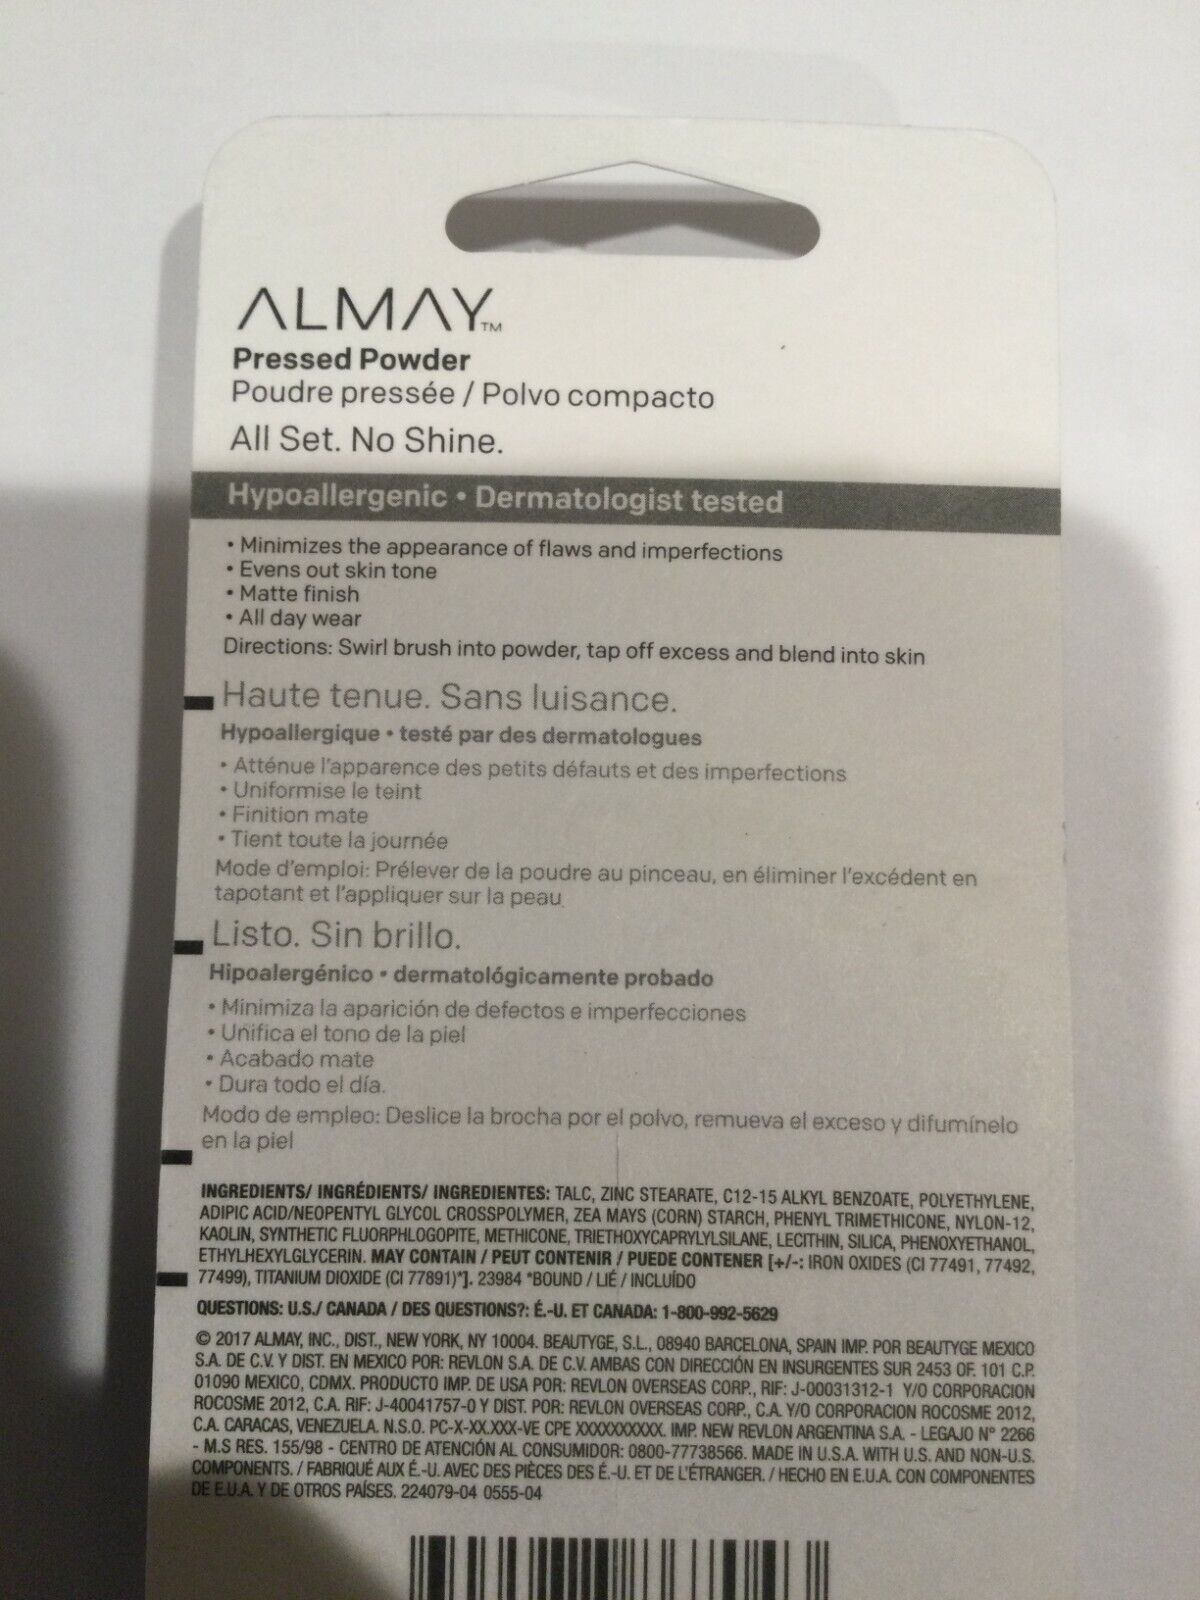 ALMAY™
Pressed Powder
Poudre pressée / Polvo compacto
All Set. No Shine.
Hypoallergenic • Dermatologist tested
• Minimizes the appearance of flaws and imperfections
• Evens out skin tone
• Matte finish
• All day wear
Directions: Swirl brush into powder, tap off excess and blend into skin
Haute tenue. Sans luisance.
Hypoallergique • testé par des dermatologues
• Atténue l'apparence des petits défauts et des imperfections
• Uniformise le teint
• Finition mate
• Tient toute la journée
Mode d'emploi: Prélever de la poudre au pinceau, en éliminer l'excédent en
tapotant et l'appliquer sur la peau
Listo. Sin brillo.
Hipoalergénico • dermatológicamente probado
• Minimiza la aparición de defectos e imperfecciones
• Unifica el tono de la piel
• Acabado mate
• Dura todo el día.
Modo de empleo: Deslice la brocha por el polvo, remueva el exceso y difumínelo
en la piel
INGREDIENTS/ INGRÉDIENTS/ INGREDIENTES: TALC, ZINC STEARATE, C12-15 ALKYL BENZOATE, POLYETHYLENE,
ADIPIC ACID/NEOPENTYL GLYCOL CROSSPOLYMER, ZEA MAYS (CORN) STARCH, PHENYL TRIMETHICONE, NYLON-12,
KAOLIN, SYNTHETIC FLUORPHLOGOPITE, METHICONE, TRIETHOXYCAPRYLYLSILANE, LECITHIN, SILICA, PHENOXYETHANOL,
ETHYLHEXYLGLYCERIN. MAY CONTAIN / PEUT CONTENIR / PUEDE CONTENER [+/-: IRON OXIDES (CI 77491, 77492,
77499), TITANIUM DIOXIDE (CI 77891)*]. 23984 *BOUND / LIÉ / INCLUÍDO
QUESTIONS: U.S./ CANADA / DES QUESTIONS?: É.-U. ET CANADA: 1-800-992-5629
© 2017 ALMAY, INC., DIST., NEW YORK, NY 10004. BEAUTYGE, S.L., 08940 BARCELONA, SPAIN IMP. POR BEAUTYGE MEXICO
S.A. DE C.V. Y DIST. EN MEXICO POR: REVLON S.A. DE C.V. AMBAS CON DIRECCIÓN EN INSURGENTES SUR 2453 OF. 101 C.P.
01090 MEXICO, CDMX. PRODUCTO IMP. DE USA POR: REVLON OVERSEAS CORP., RIF: J-00031312-1 Y/O CORPORACION
ROCOSME 2012, C.A. RIF: J-40041757-0 Y DIST. POR: REVLON OVERSEAS CORP., C.A. Y/O CORPORACION ROCOSME 2012,
C.A. CARACAS, VENEZUELA. N.S.O. PC-X-XX.XXX-VE CPE XXXXXXXXXX. IMP. NEW REVLON ARGENTINA S.A. - LEGAJO N° 2266
- M.S RES. 155/98 - CENTRO DE ATENCIÓN AL CONSUMIDOR: 0800-77738566. MADE IN U.S.A. WITH U.S. AND NON-U.S.
COMPONENTS. / FABRIQUÉ AUX É.-U. AVEC DES PIÈCES DES É.-U. ET DE L'ÉTRANGER. / HECHO EN E.U.A. CON COMPONENTES
DE E.U.A. Y DE OTROS PAÍSES. 224079-04 0555-04